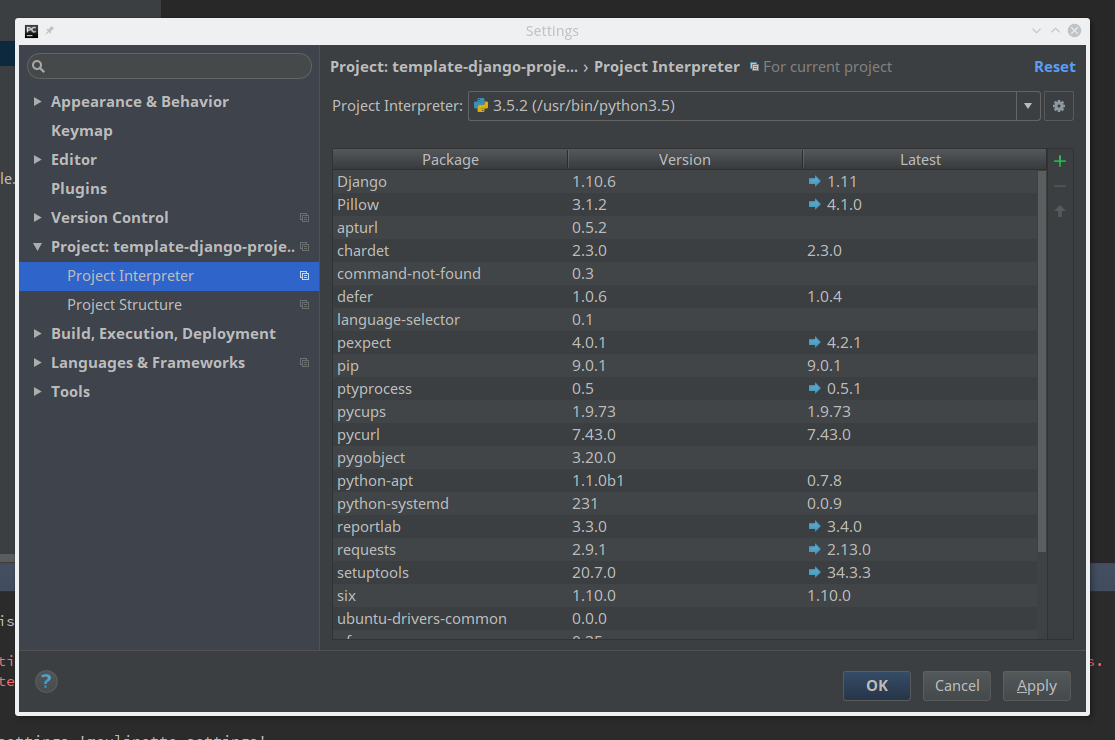 PC
Settings
Project: template-django-proje... › Project Interpreter For current project Reset
Appearance & Behavior
Keymap
Editor
Plugins
Version Control
Project: template-django-proje..
Project Interpreter
Project Structure
Build, Execution, Deployment
Languages & Frameworks
Tools
Project Interpreter: 3.5.2 (/usr/bin/python3.5)
Package Version Latest
Django 1.10.6 1.11
Pillow 3.1.2 4.1.0
apturl 0.5.2
chardet 2.3.0 2.3.0
command-not-found 0.3
defer 1.0.6 1.0.4
language-selector 0.1
pexpect 4.0.1 4.2.1
pip 9.0.1 9.0.1
ptyprocess 0.5 0.5.1
pycups 1.9.73 1.9.73
pycurl 7.43.0 7.43.0
pygobject 3.20.0
python-apt 1.1.0b1 0.7.8
python-systemd 231 0.0.9
reportlab 3.3.0 3.4.0
requests 2.9.1 2.13.0
setuptools 20.7.0 34.3.3
six 1.10.0 1.10.0
ubuntu-drivers-common 0.0.0
?
OK Cancel Apply
le.
is
ti
te
s.